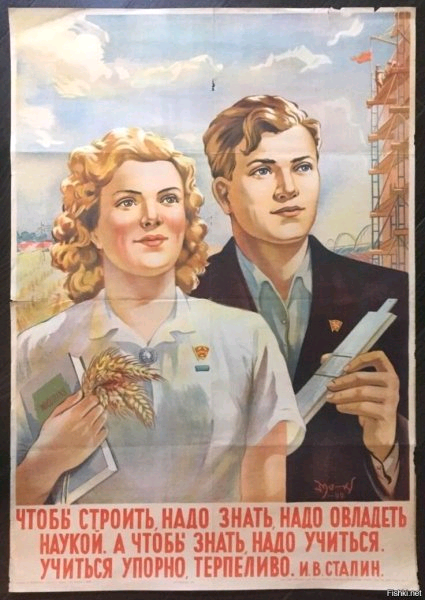 ЧТОБЫ СТРОИТЬ, НАДО ЗНАТЬ, НАДО ОВЛАДЕТЬ
НАУКОЙ. А ЧТОБЫ ЗНАТЬ, НАДО УЧИТЬСЯ.
УЧИТЬСЯ УПОРНО, ТЕРПЕЛИВО. И.В.СТАЛИН.
Fishki.net